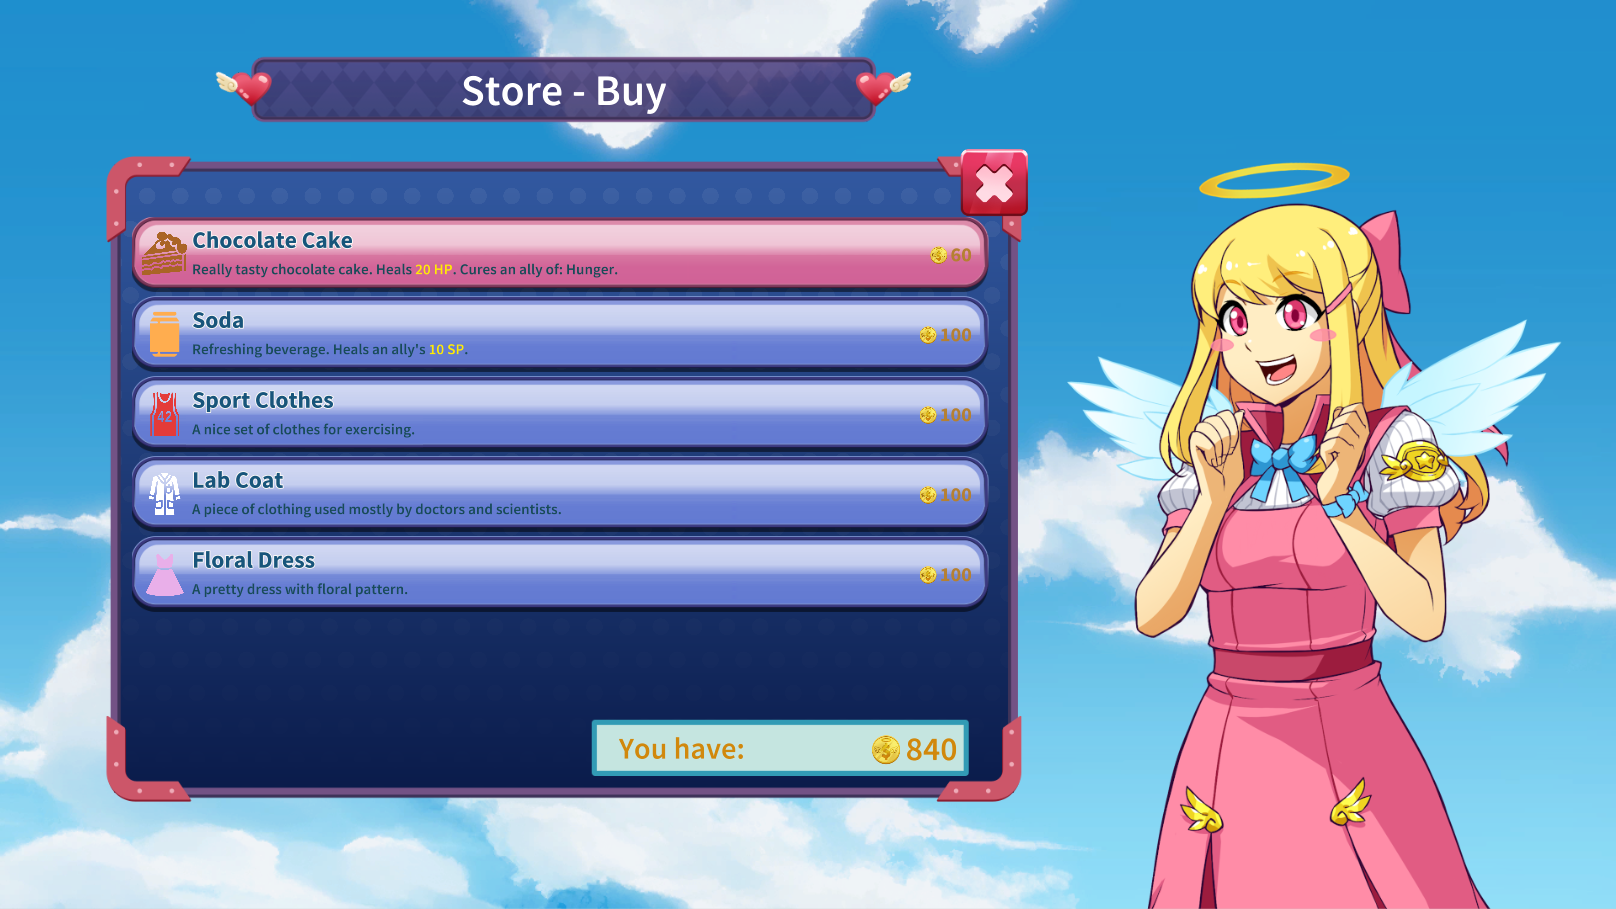 Store - Buy
Chocolate Cake
Really tasty chocolate cake. Heals 20 HP. Cures an ally of: Hunger.
60
Soda
Refreshing beverage. Heals an ally's 10 SP.
100
Sport Clothes
42
A nice set of clothes for exercising.
100
Lab Coat
A piece of clothing used mostly by doctors and scientists.
100
Floral Dress
A pretty dress with floral pattern.
100
You have: 840